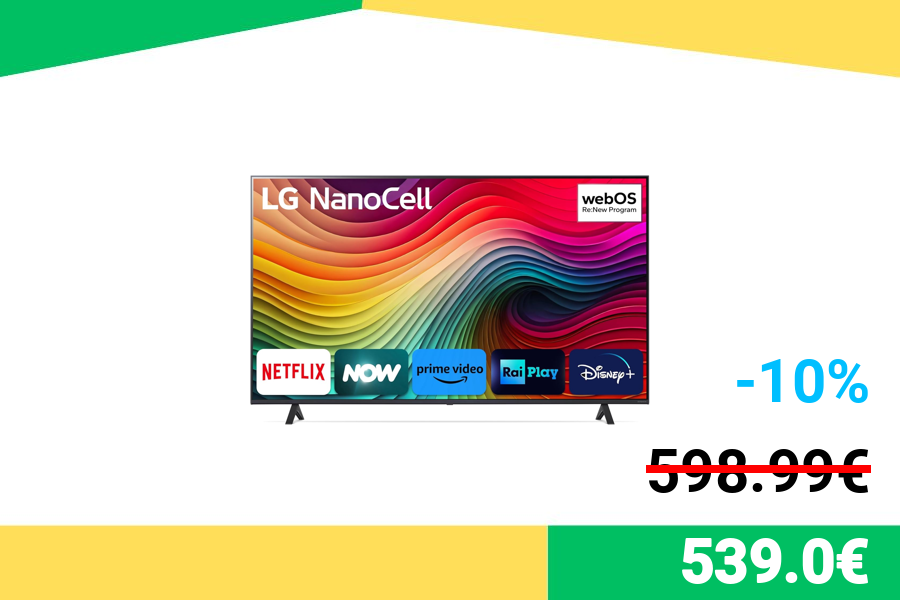 LG NanoCell
webOS
Re:New Program
NETFLIX
NOW
prime video
Rai Play
Disney+
-10%
598.99€
539.0€